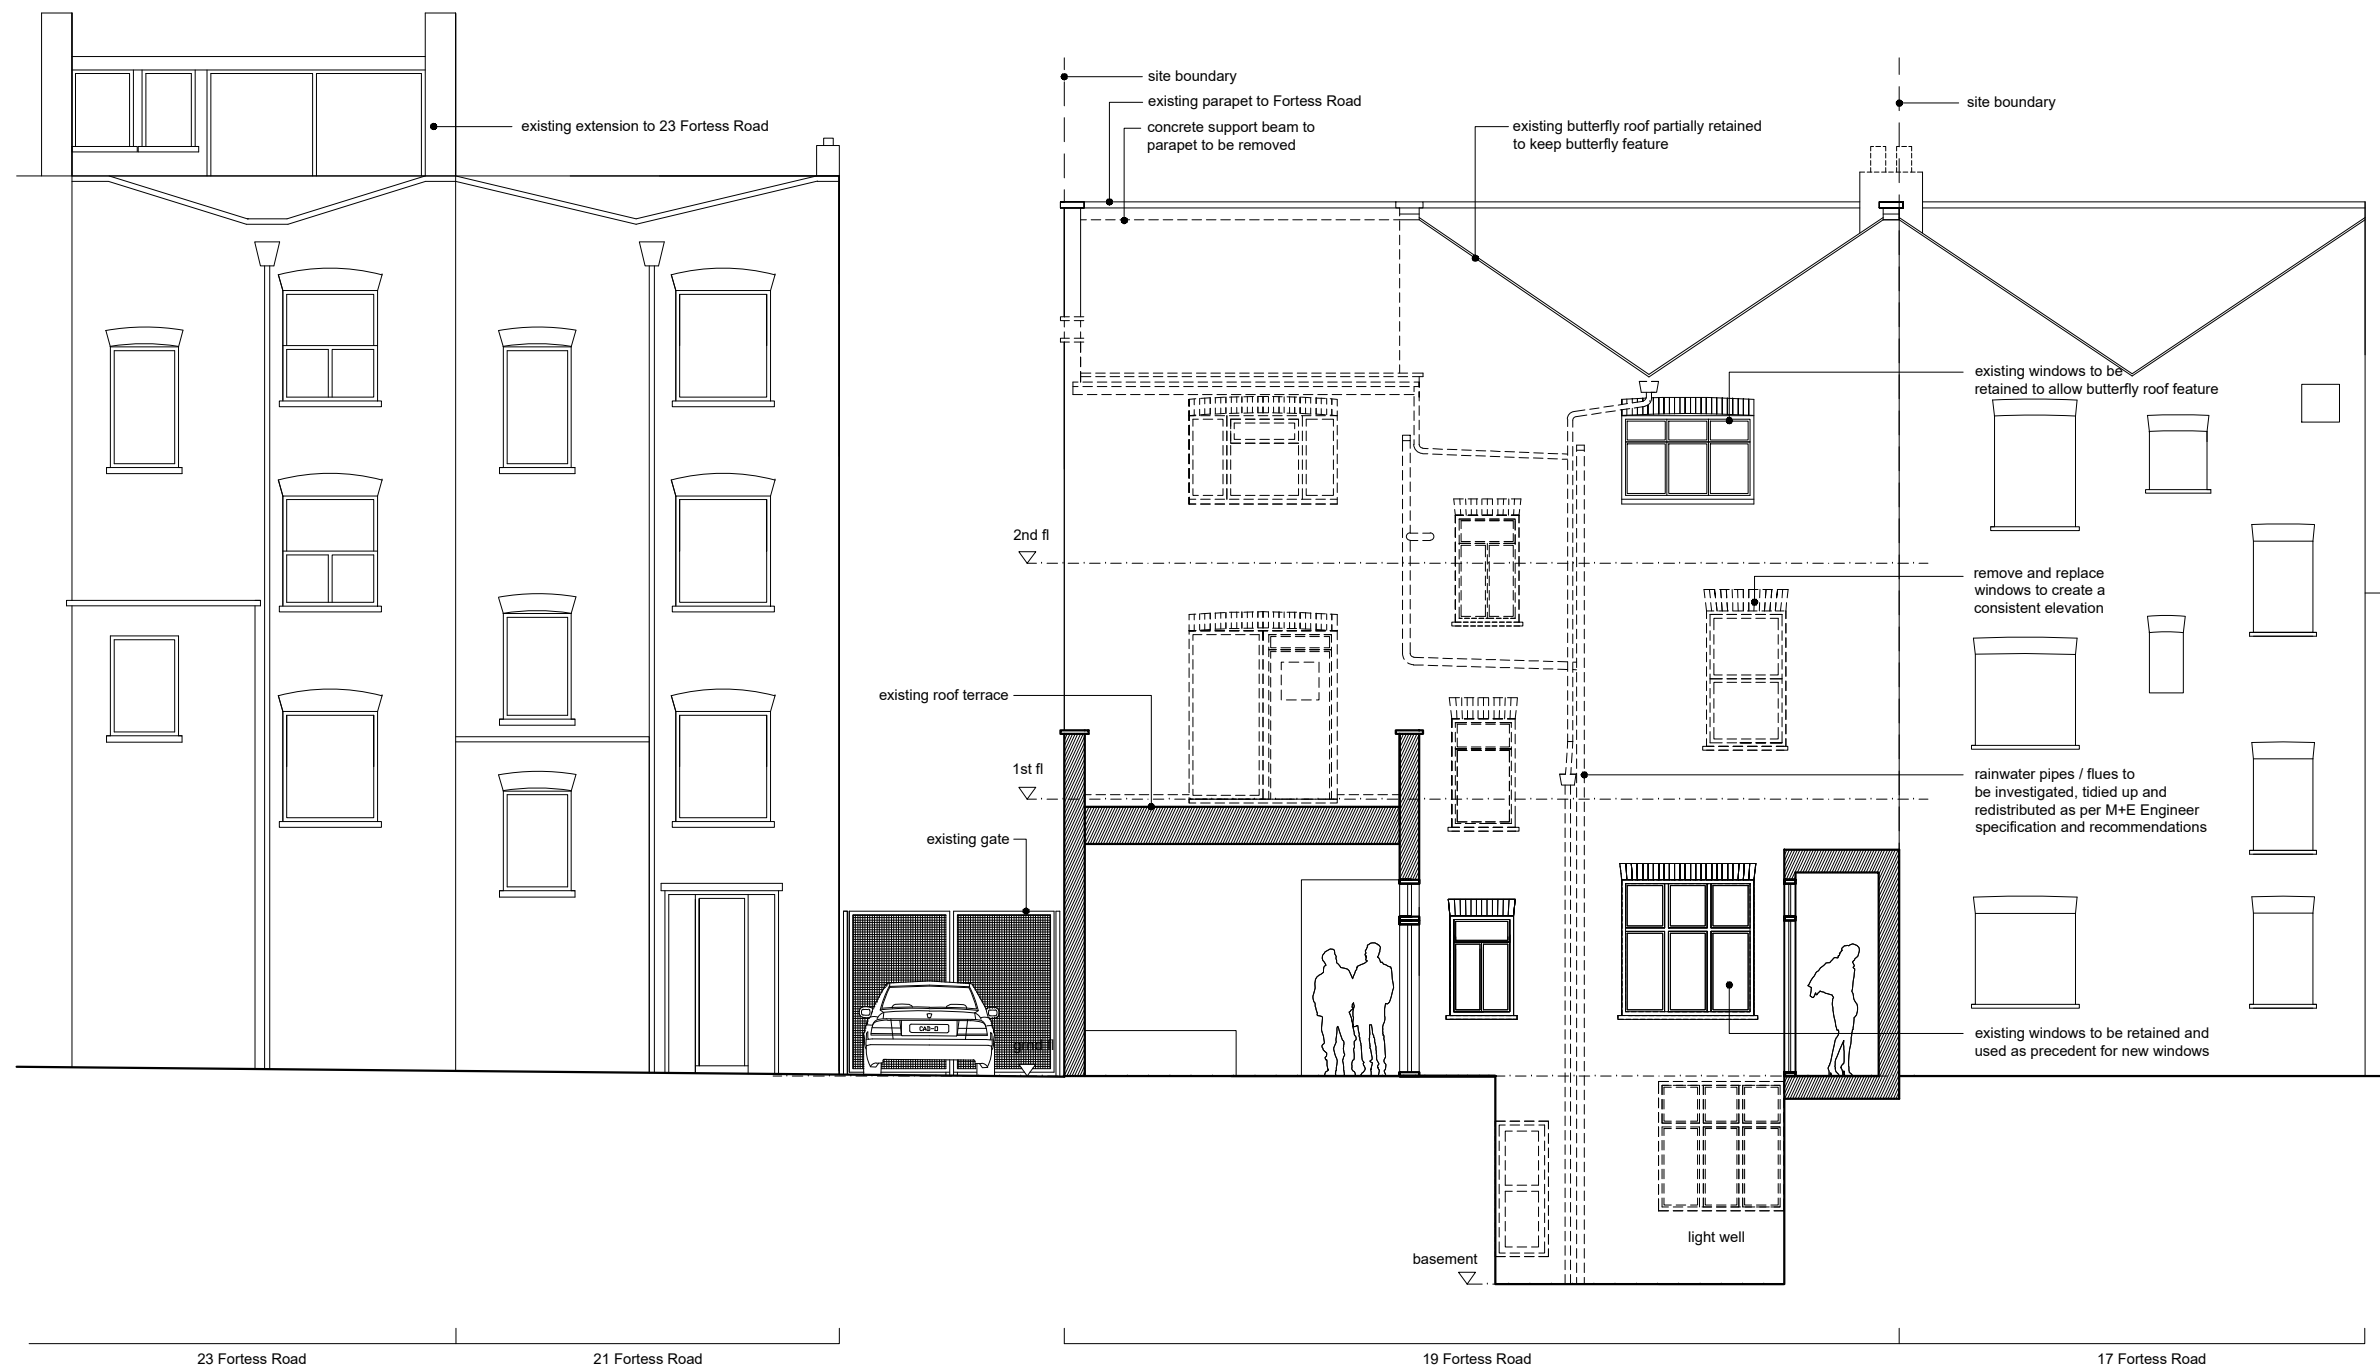 site boundary
existing parapet to Fortess Road
concrete support beam to
parapet to be removed
existing extension to 23 Fortess Road
existing butterfly roof partially retained
to keep butterfly feature
site boundary
existing windows to be
retained to allow butterfly roof feature
2nd fl
remove and replace
windows to create a
consistent elevation
existing roof terrace
1st fl
rainwater pipes / flues to
be investigated, tidied up and
redistributed as per M+E Engineer
specification and recommendations
existing gate
CAD-0
grnd fl
existing windows to be retained and
used as precedent for new windows
light well
basement
23 Fortess Road
21 Fortess Road
19 Fortess Road
17 Fortess Road